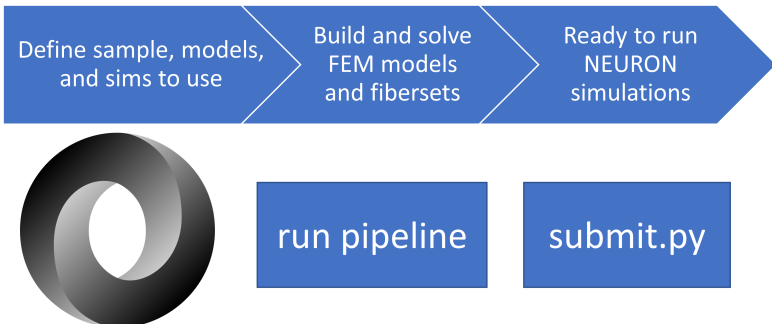 Define sample, models,
and sims to use
Build and solve
FEM models
and fibersets
Ready to run
NEURON
simulations
run pipeline
submit.py